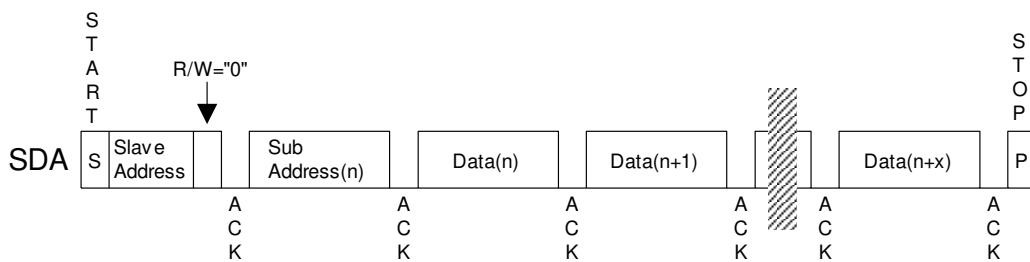 START
STOP
R/W="0"
SDA
S
Slave
Address
Sub
Address(n)
Data(n)
Data(n+1)
Data(n+x)
P
ACK
ACK
ACK
ACK
ACK
ACK